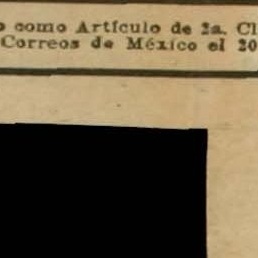 o como Artículo de 2a. Cl
Correos de México el 20